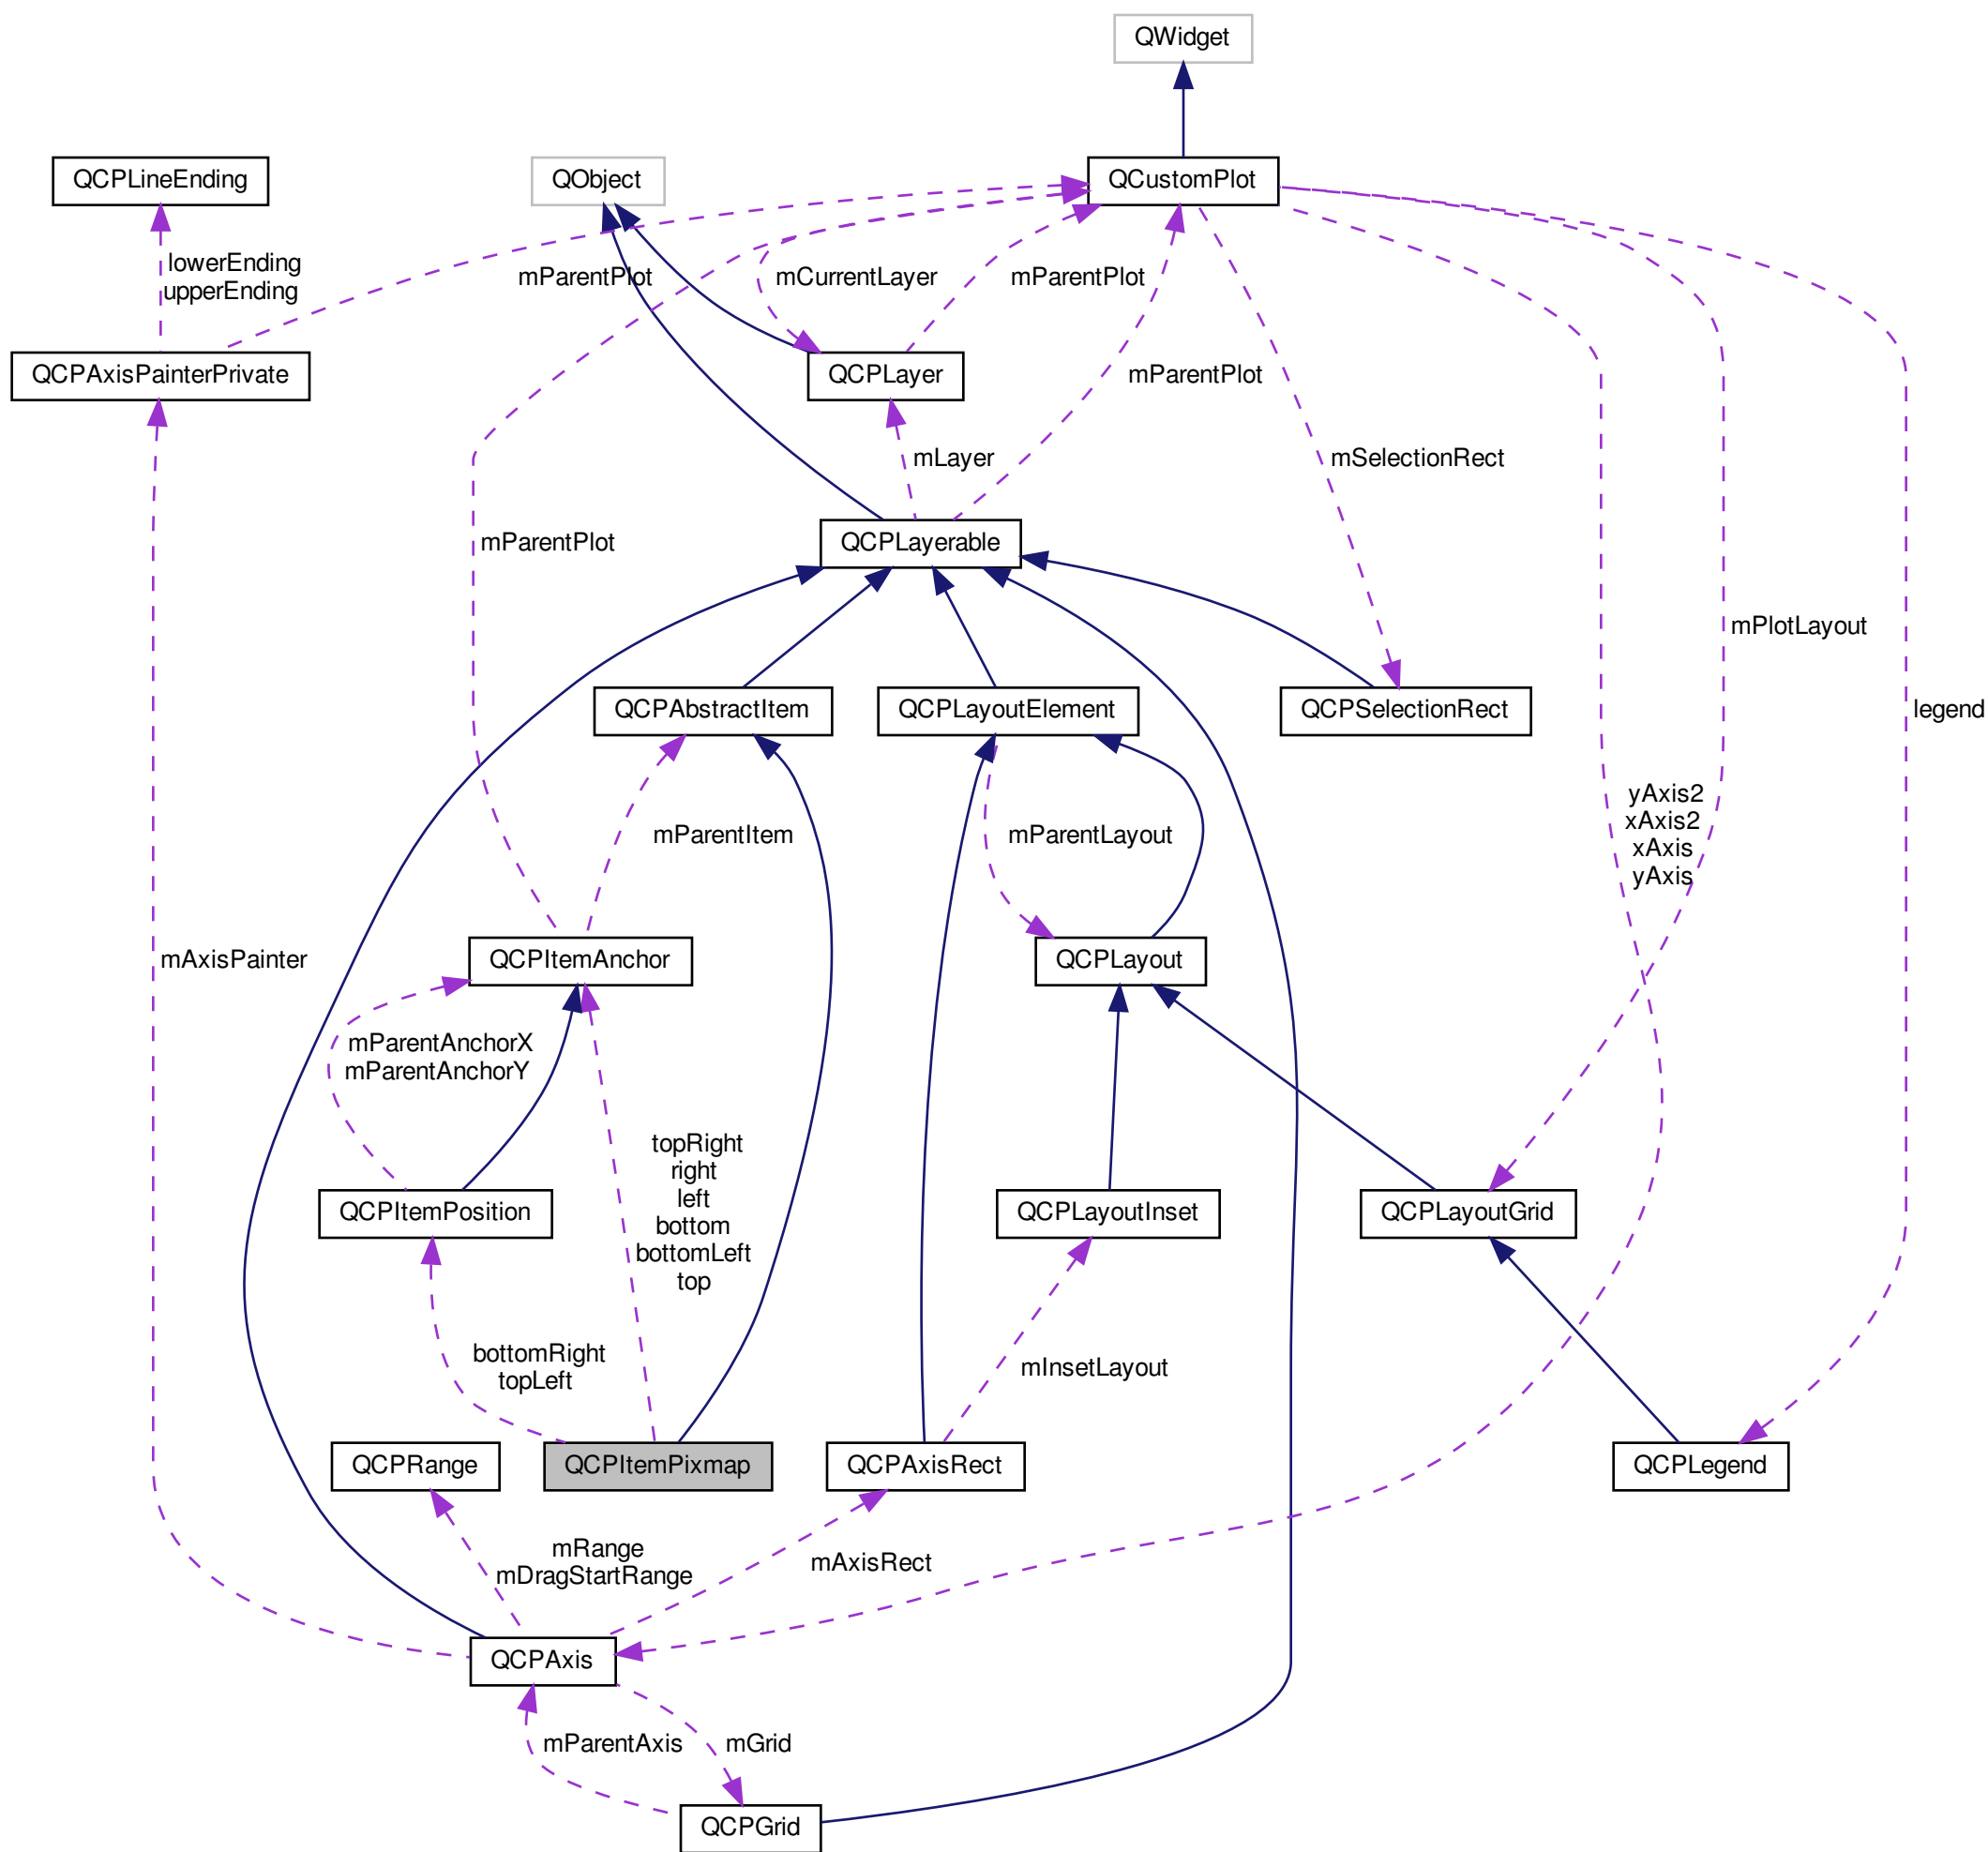 QWidget
QCPLineEnding
QObject
QCustomPlot
lowerEnding
upperEnding
mParentPlot
mCurrentLayer
mParentPlot
QCPAxisPainterPrivate
QCPLayer
mParentPlot
mLayer
mSelectionRect
mParentPlot
QCPLayerable
mPlotLayout
QCPAbstractItem
QCPLayoutElement
QCPSelectionRect
legend
mParentItem
mParentLayout
yAxis2
xAxis2
xAxis
yAxis
mAxisPainter
QCPItemAnchor
QCPLayout
mParentAnchorX
mParentAnchorY
topRight
right
left
bottom
bottomLeft
top
QCPItemPosition
QCPLayoutInset
QCPLayoutGrid
bottomRight
topLeft
mInsetLayout
QCPRange
QCPItemPixmap
QCPAxisRect
QCPLegend
mRange
mDragStartRange
mAxisRect
QCPAxis
mParentAxis
mGrid
QCPGrid